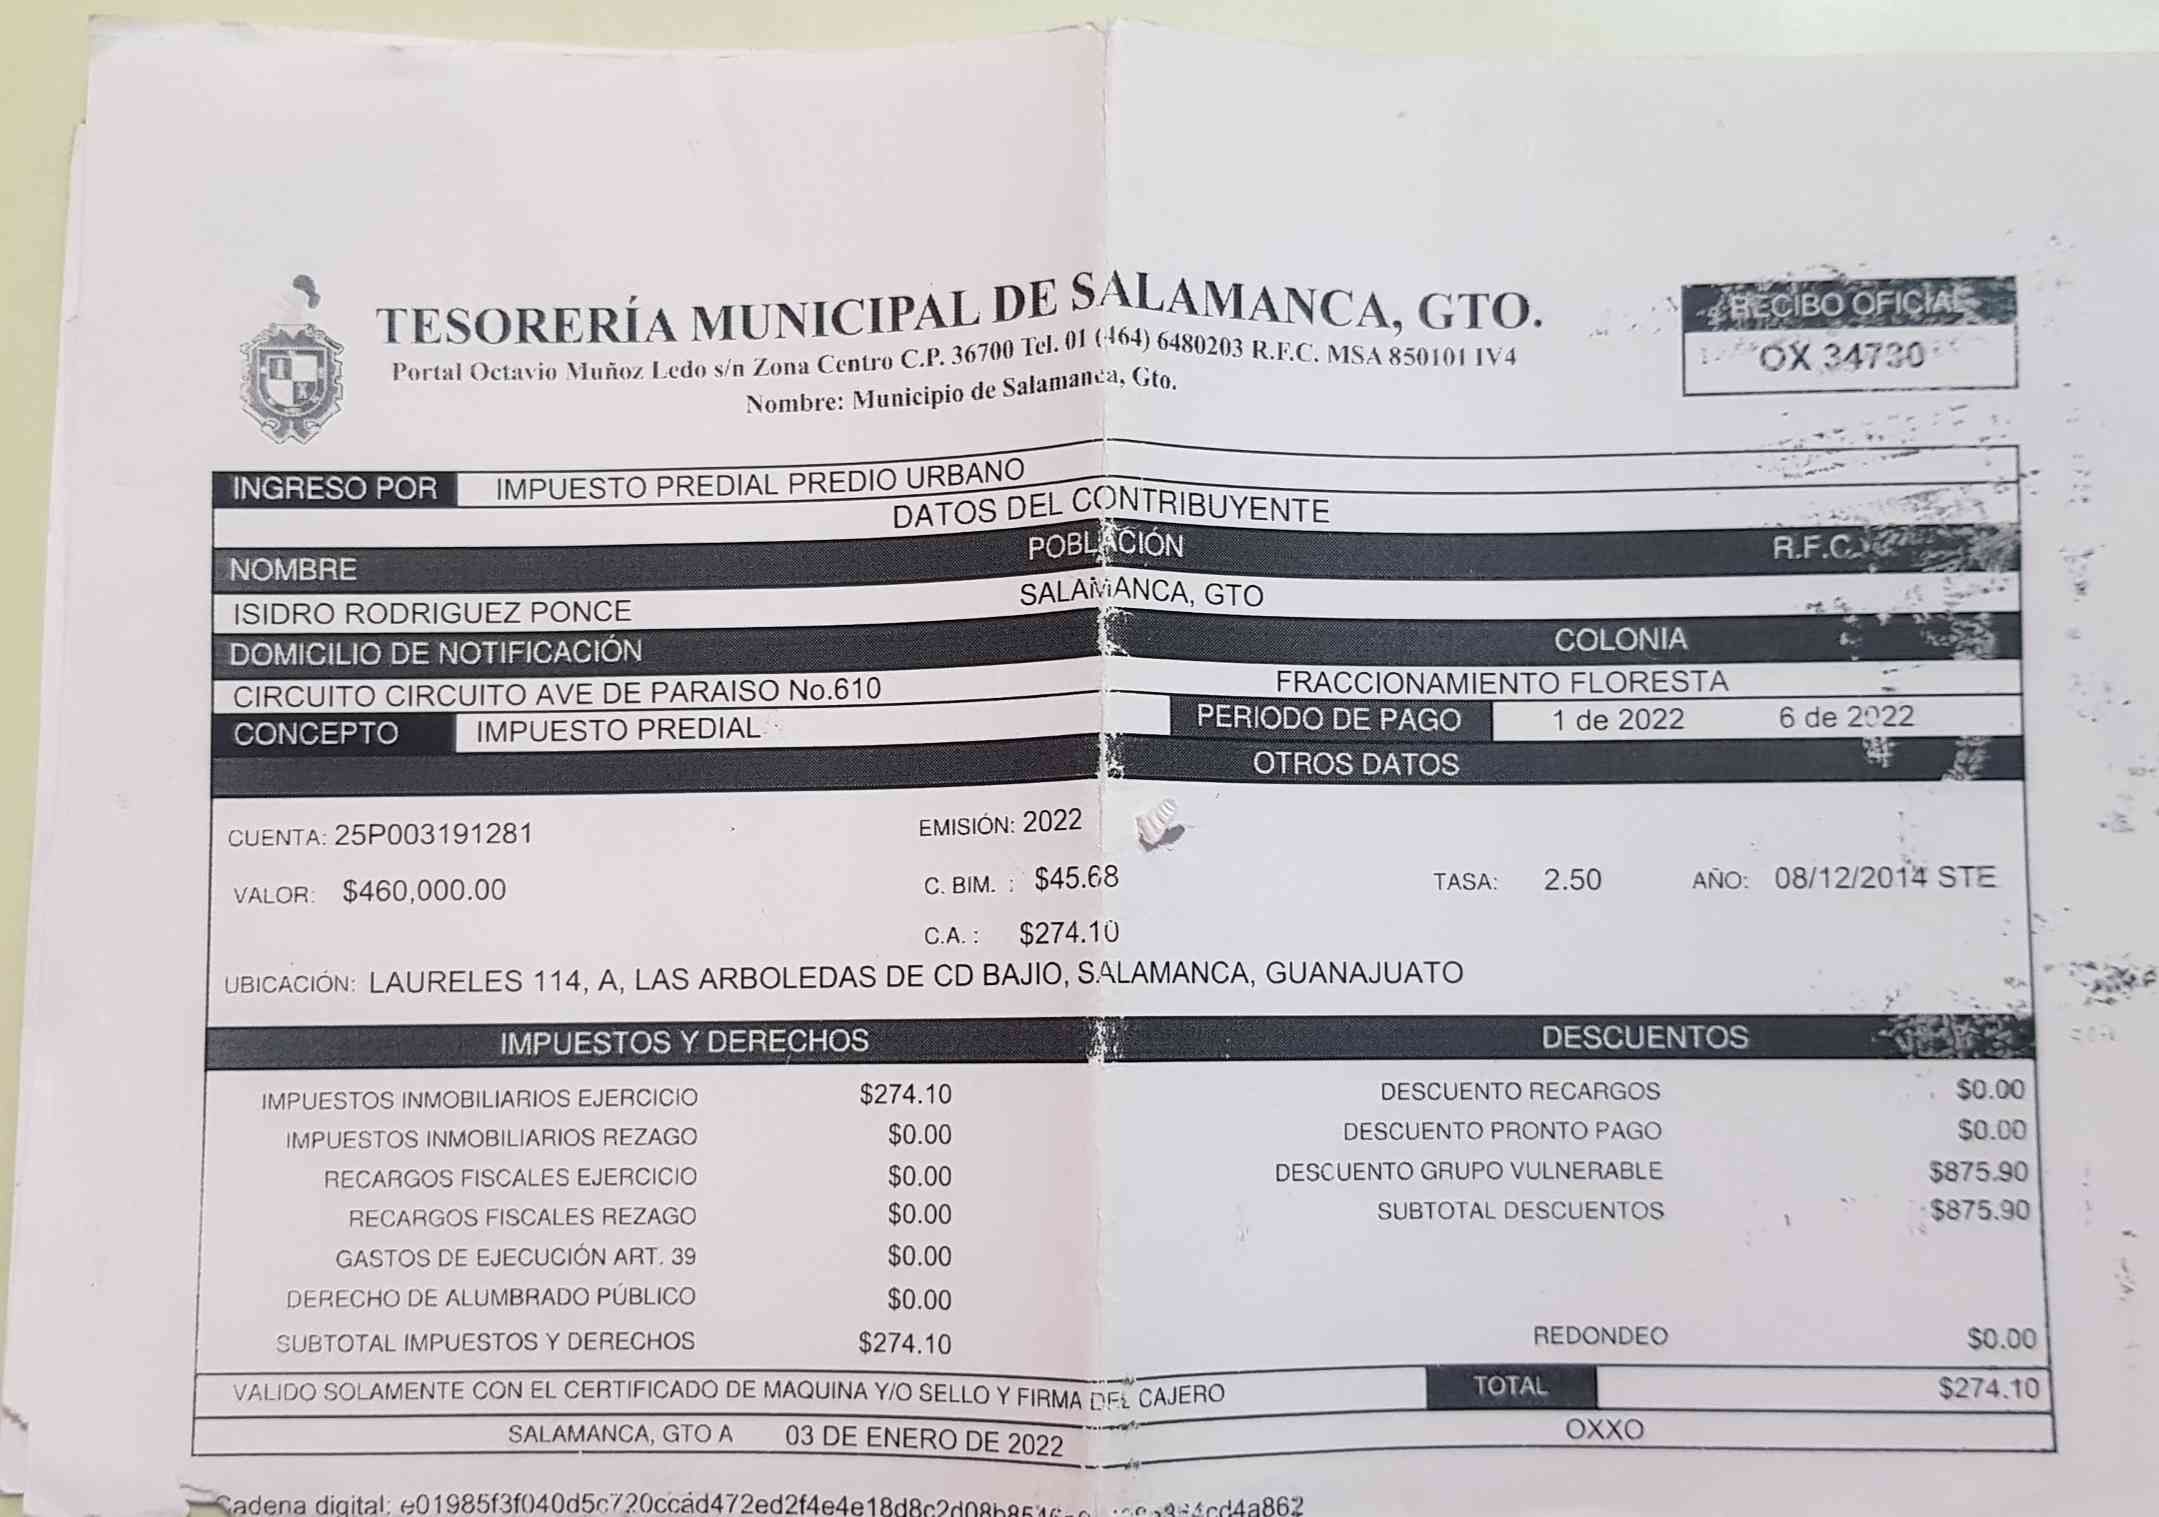 TESORERÍA MUNICIPAL DE SALAMANCA, GTO.
Portal Octavio Muñoz Ledo s/n Zona Centro C.P. 36700 Tel. 01 (464) 6480203 R.F.C. MSA 850101 IV4
Nombre: Municipio de Salamanca, Gto.
RECIBO OFICIAL
OX 34730
INGRESO POR IMPUESTO PREDIAL PREDIO URBANO
DATOS DEL CONTRIBUYENTE
NOMBRE POBLACIÓN R.F.C.
ISIDRO RODRIGUEZ PONCE SALAMANCA, GTO
DOMICILIO DE NOTIFICACIÓN COLONIA
CIRCUITO CIRCUITO AVE DE PARAISO No.610 FRACCIONAMIENTO FLORESTA
CONCEPTO IMPUESTO PREDIAL PERIODO DE PAGO 1 de 2022 6 de 2022
OTROS DATOS
CUENTA: 25P003191281 EMISIÓN: 2022
VALOR: $460,000.00 C. BIM. : $45.68 TASA: 2.50 AÑO: 08/12/2014 STE
C.A. : $274.10
UBICACIÓN: LAURELES 114, A, LAS ARBOLEDAS DE CD BAJIO, SALAMANCA, GUANAJUATO
IMPUESTOS Y DERECHOS DESCUENTOS
IMPUESTOS INMOBILIARIOS EJERCICIO $274.10 DESCUENTO RECARGOS $0.00
IMPUESTOS INMOBILIARIOS REZAGO $0.00 DESCUENTO PRONTO PAGO $0.00
RECARGOS FISCALES EJERCICIO $0.00 DESCUENTO GRUPO VULNERABLE $875.90
RECARGOS FISCALES REZAGO $0.00 SUBTOTAL DESCUENTOS $875.90
GASTOS DE EJECUCIÓN ART. 39 $0.00
DERECHO DE ALUMBRADO PÚBLICO $0.00
SUBTOTAL IMPUESTOS Y DERECHOS $274.10 REDONDEO $0.00
VALIDO SOLAMENTE CON EL CERTIFICADO DE MAQUINA Y/O SELLO Y FIRMA DEL CAJERO TOTAL $274.10
SALAMANCA, GTO A 03 DE ENERO DE 2022 OXXO
Cadena digital: